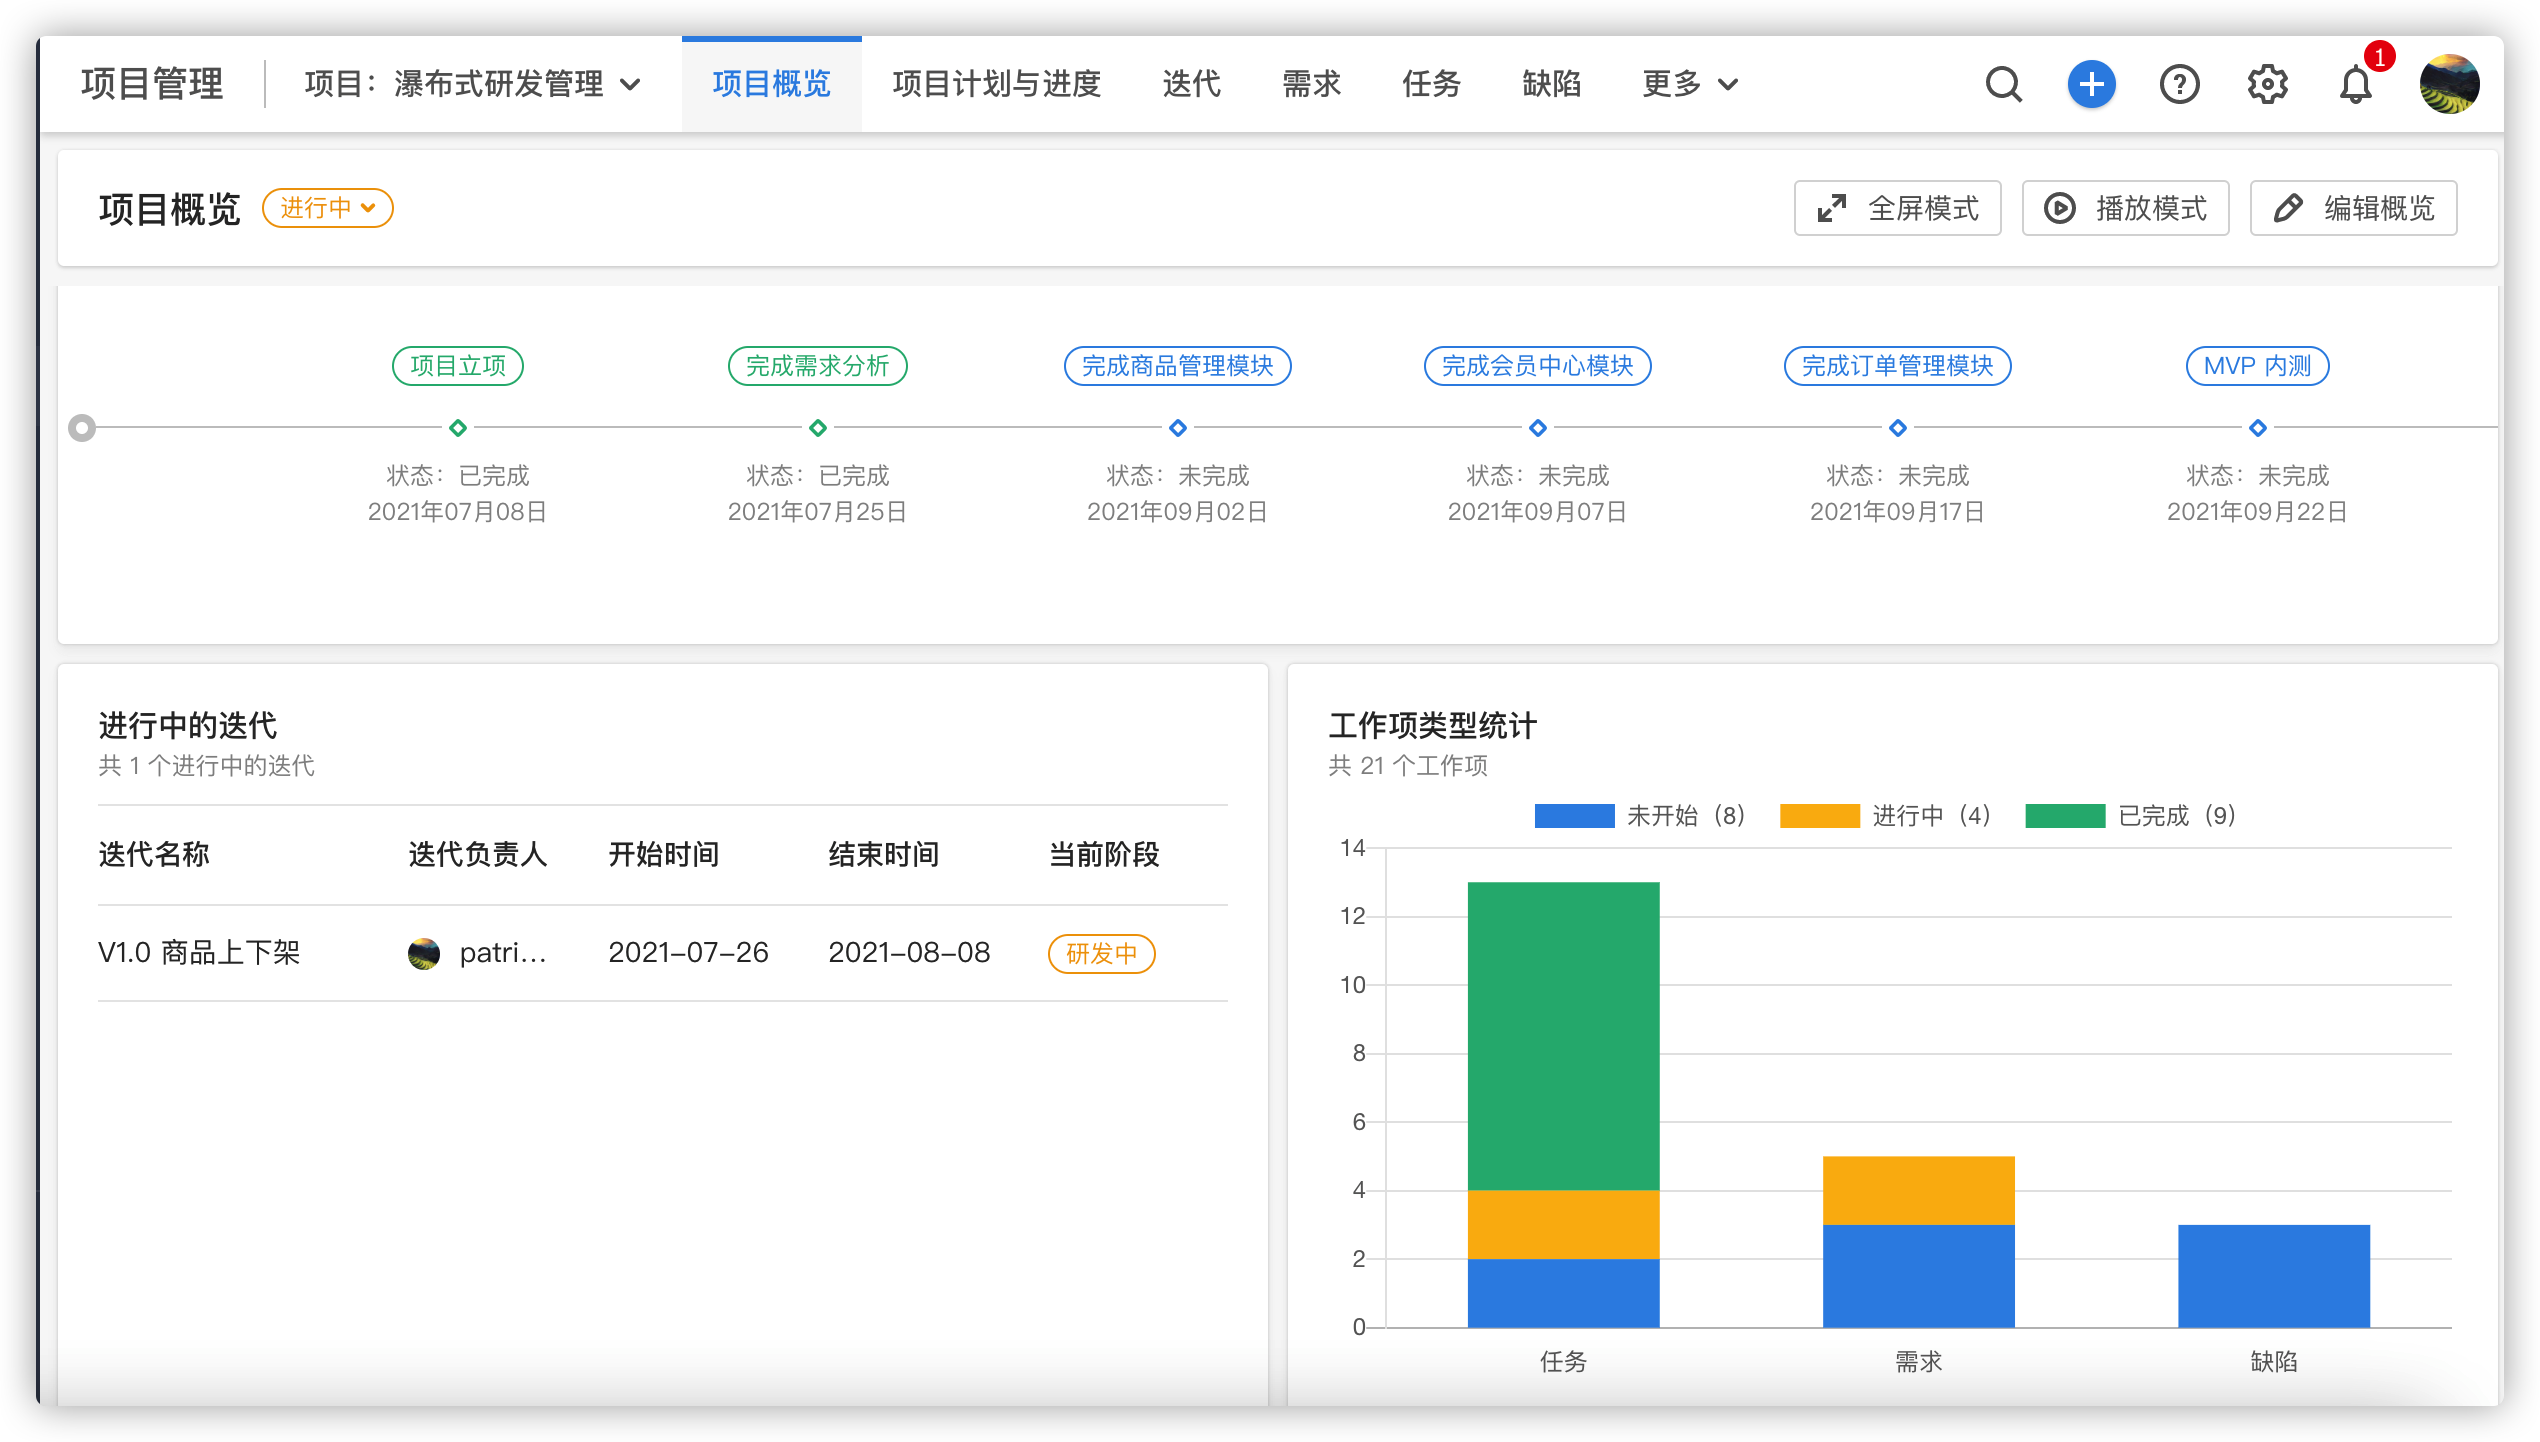 项目管理
项目：瀑布式研发管理
项目概览
项目计划与进度
迭代
需求
任务
缺陷
更多
1
项目概览
进行中
全屏模式
播放模式
编辑概览
项目立项
完成需求分析
完成商品管理模块
完成会员中心模块
完成订单管理模块
MVP 内测
状态：已完成
2021年07月08日
状态：已完成
2021年07月25日
状态：未完成
2021年09月02日
状态：未完成
2021年09月07日
状态：未完成
2021年09月17日
状态：未完成
2021年09月22日
进行中的迭代
共 1 个进行中的迭代
迭代名称
迭代负责人
开始时间
结束时间
当前阶段
V1.0 商品上下架
patri...
2021-07-26
2021-08-08
研发中
工作项类型统计
共 21 个工作项
未开始（8）
进行中（4）
已完成（9）
14
12
10
8
6
4
2
0
任务
需求
缺陷